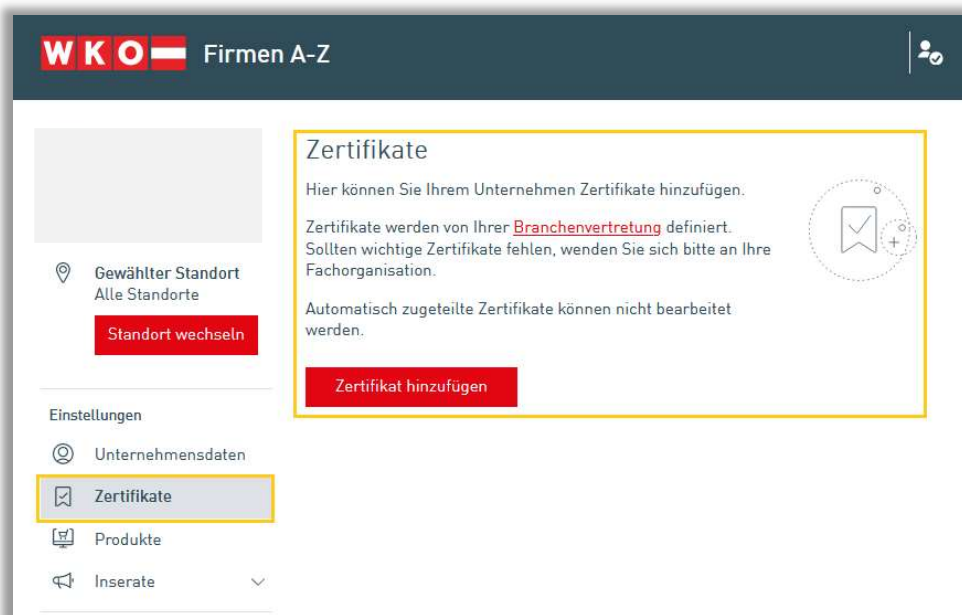 WKO Firmen A-Z
Gewählter Standort
Alle Standorte
Standort wechseln
Einstellungen
Unternehmensdaten
Zertifikate
Produkte
Inserate
Zertifikate
Hier können Sie Ihrem Unternehmen Zertifikate hinzufügen.
Zertifikate werden von Ihrer Branchenvertretung definiert.
Sollten wichtige Zertifikate fehlen, wenden Sie sich bitte an Ihre
Fachorganisation.
Automatisch zugeteilte Zertifikate können nicht bearbeitet
werden.
Zertifikat hinzufügen